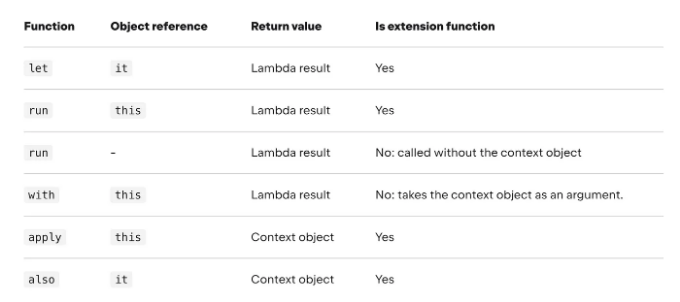 Function Object reference Return value Is extension function
let it Lambda result Yes
run this Lambda result Yes
run - Lambda result No: called without the context object
with this Lambda result No: takes the context object as an argument.
apply this Context object Yes
also it Context object Yes